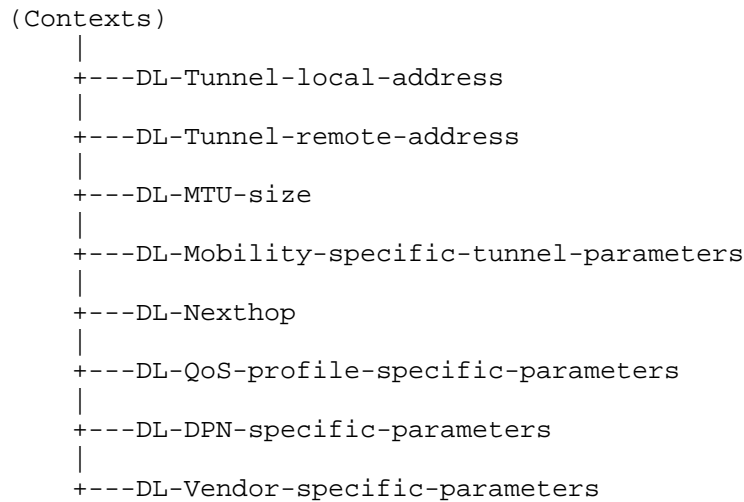 (Contexts)
|
+---DL-Tunnel-local-address
|
+---DL-Tunnel-remote-address
|
+---DL-MTU-size
|
+---DL-Mobility-specific-tunnel-parameters
|
+---DL-Nexthop
|
+---DL-QoS-profile-specific-parameters
|
+---DL-DPN-specific-parameters
|
+---DL-Vendor-specific-parameters